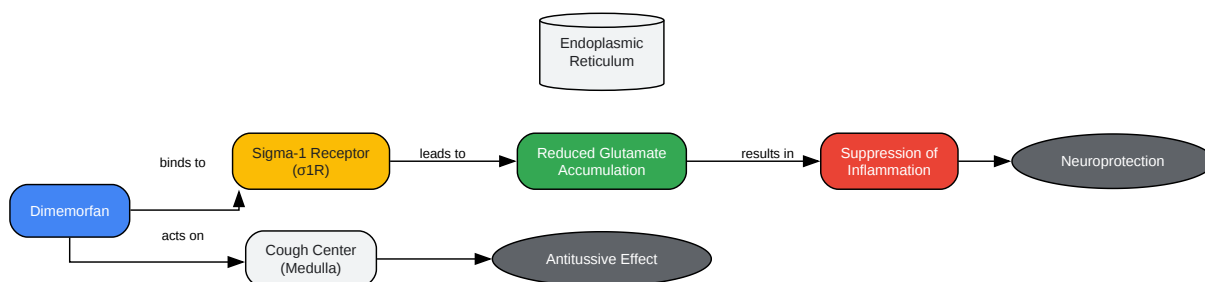 Endoplasmic
Reticulum
binds to
Sigma-1 Receptor
(σ1R)
leads to
Reduced Glutamate
Accumulation
results in
Suppression of
Inflammation
Neuroprotection
Dimemorfan
acts on
Cough Center
(Medulla)
Antitussive Effect